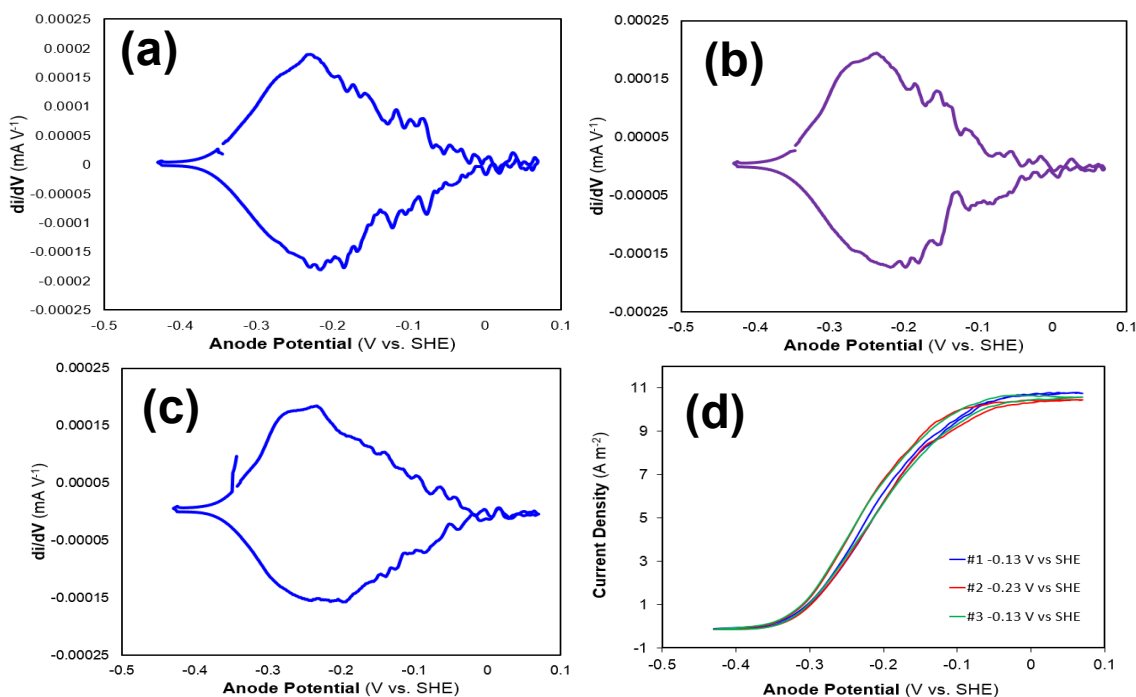 (a)
di/dV (mA V-1)
0.00025
0.0002
0.00015
0.0001
0.00005
0
-0.00005
-0.0001
-0.00015
-0.0002
-0.00025
-0.5 -0.4 -0.3 -0.2 -0.1 0 0.1
Anode Potential (V vs. SHE)
(b)
di/dV (mA V-1)
0.00025
0.00015
0.00005
-0.00005
-0.00015
-0.00025
-0.5 -0.4 -0.3 -0.2 -0.1 0 0.1
Anode Potential (V vs. SHE)
(c)
di/dV (mA V-1)
0.00025
0.00015
0.00005
-0.00005
-0.00015
-0.00025
-0.5 -0.4 -0.3 -0.2 -0.1 0 0.1
Anode Potential (V vs. SHE)
(d)
Current Density (A m-2)
11
9
7
5
3
1
-1
#1 -0.13 V vs SHE
#2 -0.23 V vs SHE
#3 -0.13 V vs SHE
-0.5 -0.4 -0.3 -0.2 -0.1 0 0.1
Anode Potential (V vs. SHE)